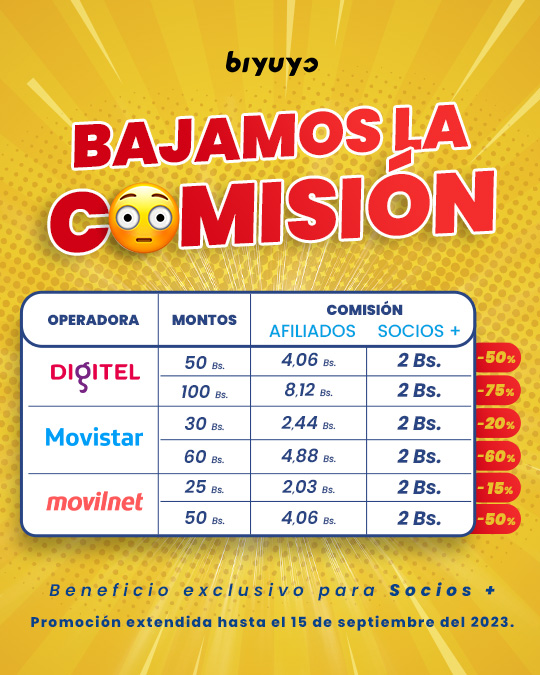 biyuyo
BAJAMOS LA
COMISIÓN
OPERADORA MONTOS COMISIÓN
AFILIADOS SOCIOS +
DIGITEL 50 Bs. 4,06 Bs. 2 Bs. -50%
100 Bs. 8,12 Bs. 2 Bs. -75%
Movistar 30 Bs. 2,44 Bs. 2 Bs. -20%
60 Bs. 4,88 Bs. 2 Bs. -60%
movilnet 25 Bs. 2,03 Bs. 2 Bs. -15%
50 Bs. 4,06 Bs. 2 Bs. -50%
Beneficio exclusivo para Socios +
Promoción extendida hasta el 15 de septiembre del 2023.